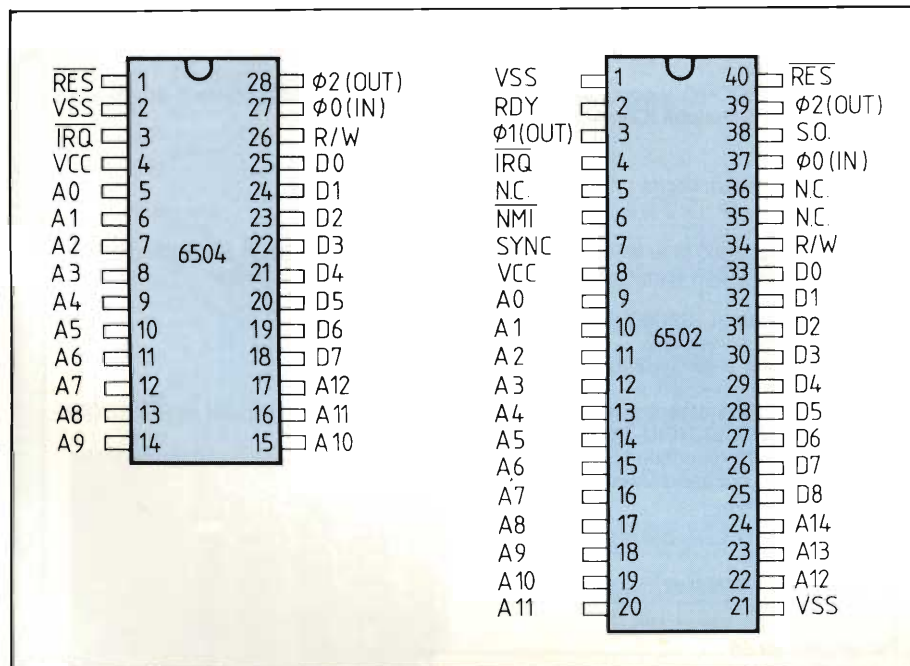 R̅E̅S̅ 1 28 ϕ2(OUT)
V̅S̅S̅ 2 27 ϕ0(IN)
I̅R̅Q̅ 3 26 R/W
VCC 4 25 D0
A0 5 24 D1
A1 6 23 D2
A2 7 22 D3
6504
A3 8 21 D4
A4 9 20 D5
A5 10 19 D6
A6 11 18 D7
A7 12 17 A12
A8 13 16 A11
A9 14 15 A10
VSS 1 40 R̅E̅S̅
RDY 2 39 ϕ2(OUT)
ϕ1(OUT) 3 38 S.O.
I̅R̅Q̅ 4 37 ϕ0(IN)
N.C. 5 36 N.C.
N̅M̅I̅ 6 35 N.C.
SYNC 7 34 R/W
VCC 8 33 D0
A0 9 32 D1
A1 10 31 D2
6502
A2 11 30 D3
A3 12 29 D4
A4 13 28 D5
A5 14 27 D6
A6 15 26 D7
A7 16 25 D8
A8 17 24 A14
A9 18 23 A13
A10 19 22 A12
A11 20 21 VSS